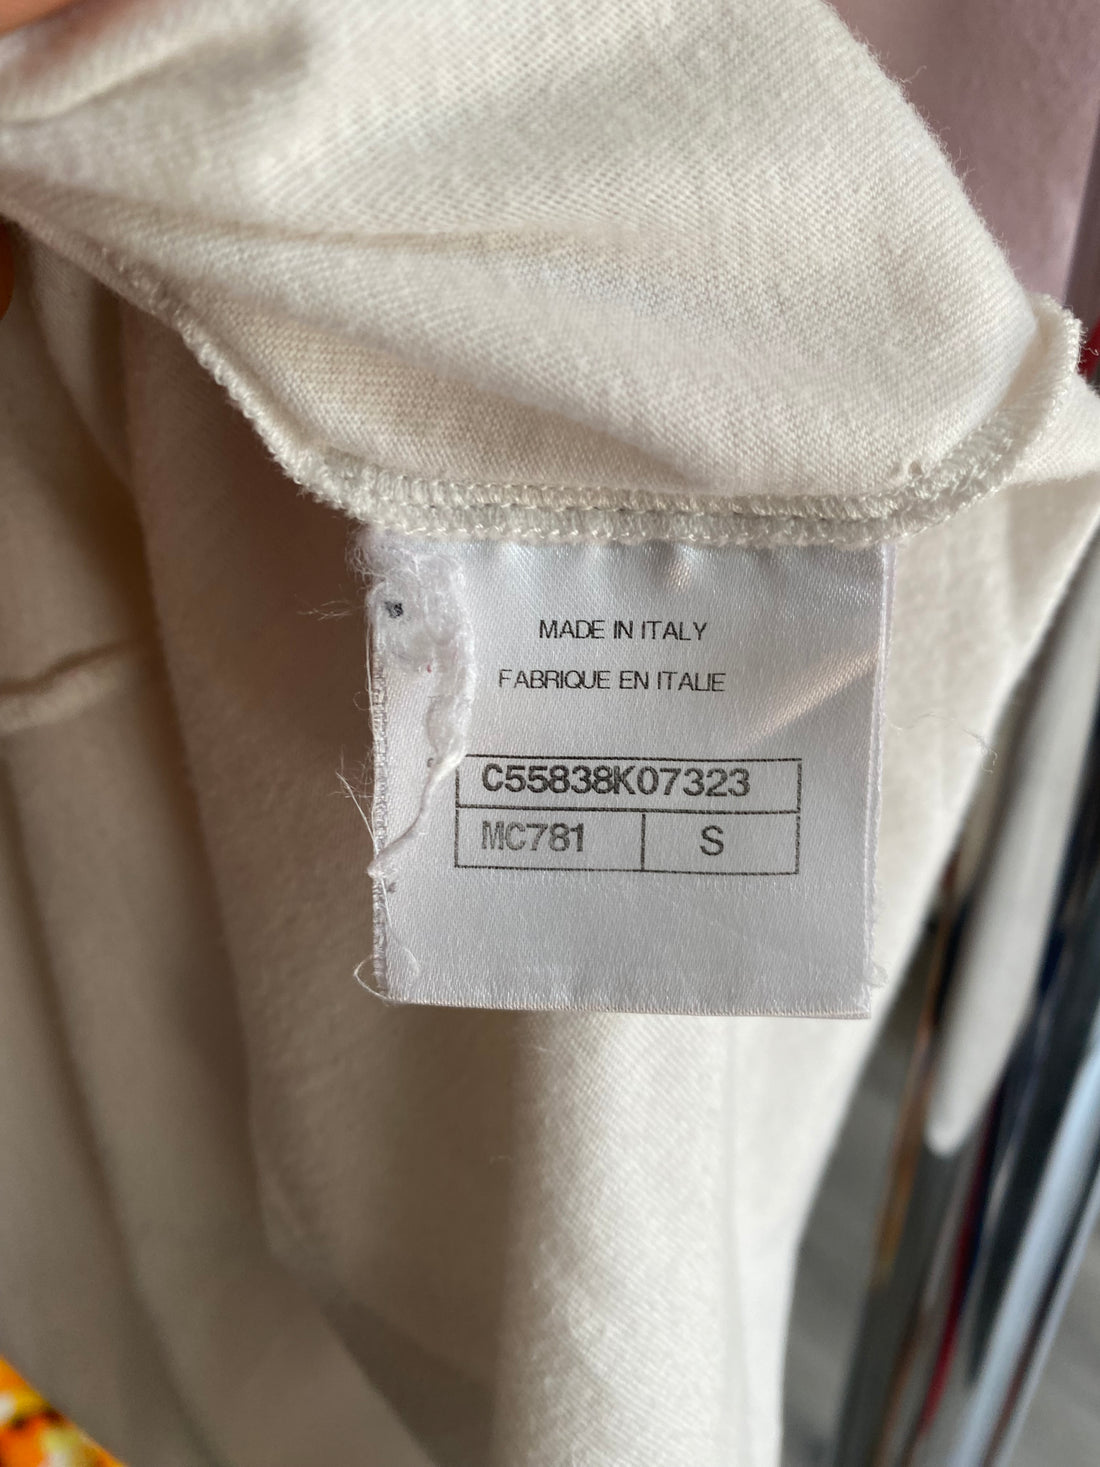 MADE IN ITALY
FABRIQUE EN ITALIE
C55838K07323
MC781 S